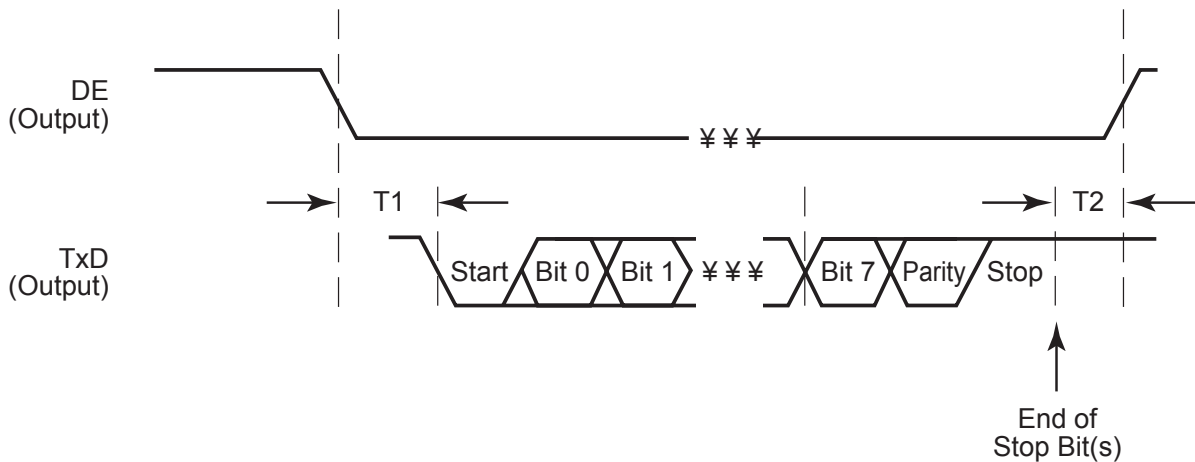 DE
(Output)
¥ ¥ ¥
T1
T2
TxD
(Output)
Start
Bit 0
Bit 1
¥ ¥ ¥
Bit 7
Parity
Stop
End of
Stop Bit(s)